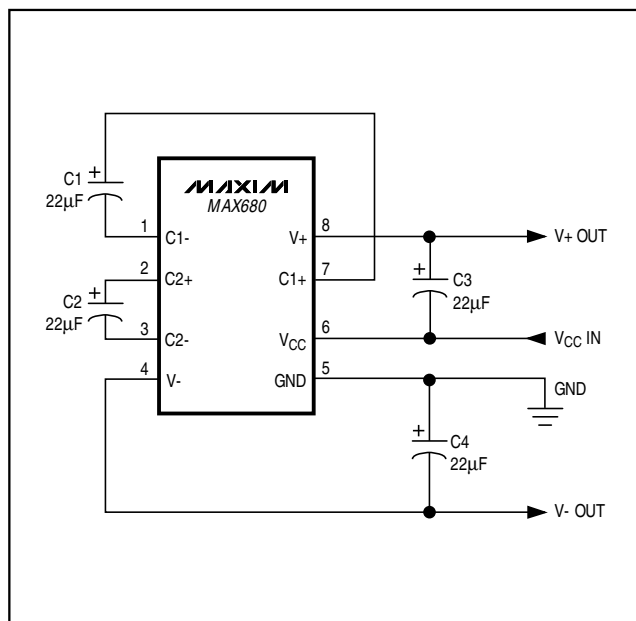 C1
+
22µF
MAXIM
MAX680
1
C1-
V+
8
V+ OUT
2
C2+
C1+
7
+
C3
22µF
C2
+
22µF
3
C2-
VCC
6
VCC IN
4
V-
GND
5
GND
+
C4
22µF
V- OUT